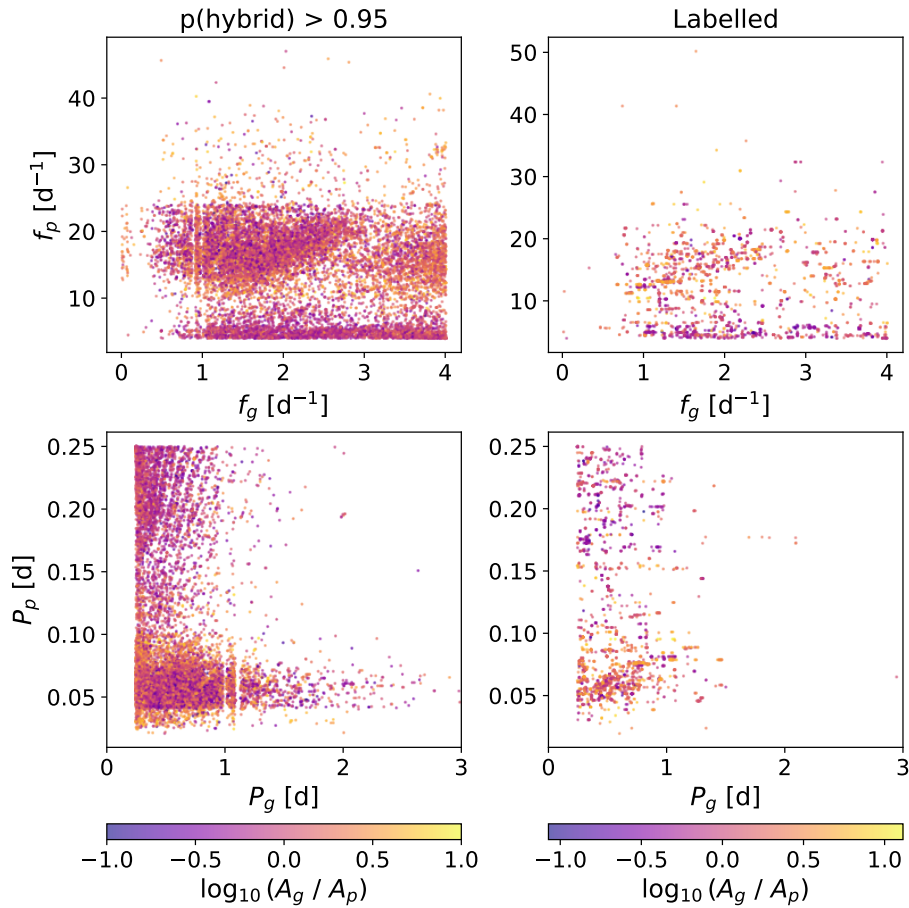 p(hybrid) > 0.95 Labelled
40
30
20
10
f_p [d⁻¹]
0 1 2 3 4
f_g [d⁻¹]
50
40
30
20
10
0 1 2 3 4
f_g [d⁻¹]
0.25
0.20
0.15
0.10
0.05
P_p [d]
0 1 2 3
P_g [d]
0.25
0.20
0.15
0.10
0.05
0 1 2 3
P_g [d]
−1.0 −0.5 0.0 0.5 1.0
log₁₀ (A_g / A_p)
−1.0 −0.5 0.0 0.5 1.0
log₁₀ (A_g / A_p)